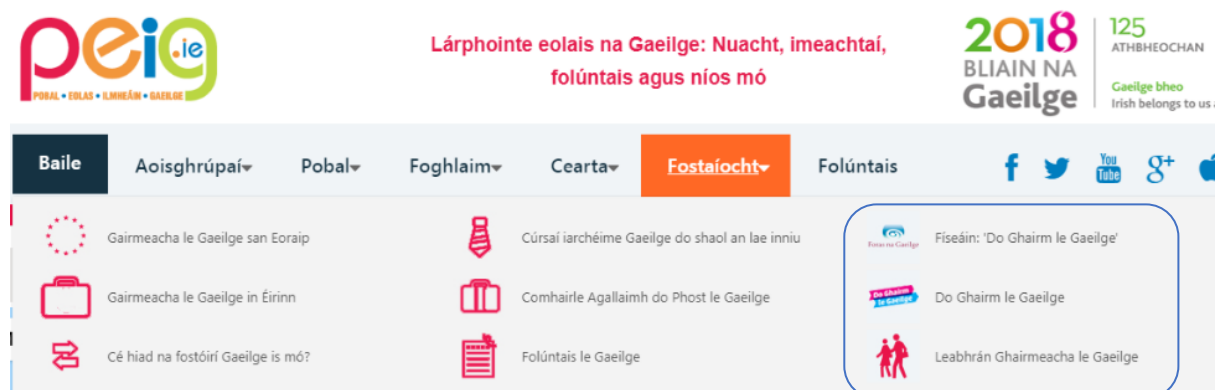 peig.ie
POBAL • EOLAS • ILMHEÁIN • GAEILGE
Lárphointe eolais na Gaeilge: Nuacht, imeachtaí,
folúntais agus níos mó
2018
BLIAIN NA
Gaeilge
125
ATHBHEOCHAN
Gaeilge bheo
Irish belongs to us
Baile Aoisghrúpaí Pobal Foghlaim Cearta Fostaíocht Folúntais f You Tube g+
Gairmeacha le Gaeilge san Eoraip
Cúrsaí iarchéime Gaeilge do shaol an lae inniu
Foras na Gaeilge
Físeáin: 'Do Ghairm le Gaeilge'
Gairmeacha le Gaeilge in Éirinn
Comhairle Agallaimh do Phost le Gaeilge
Do Ghairm
le Gaeilge
Do Ghairm le Gaeilge
Cé hiad na fostóirí Gaeilge is mó?
Folúntais le Gaeilge
Leabhrán Ghairmeacha le Gaeilge